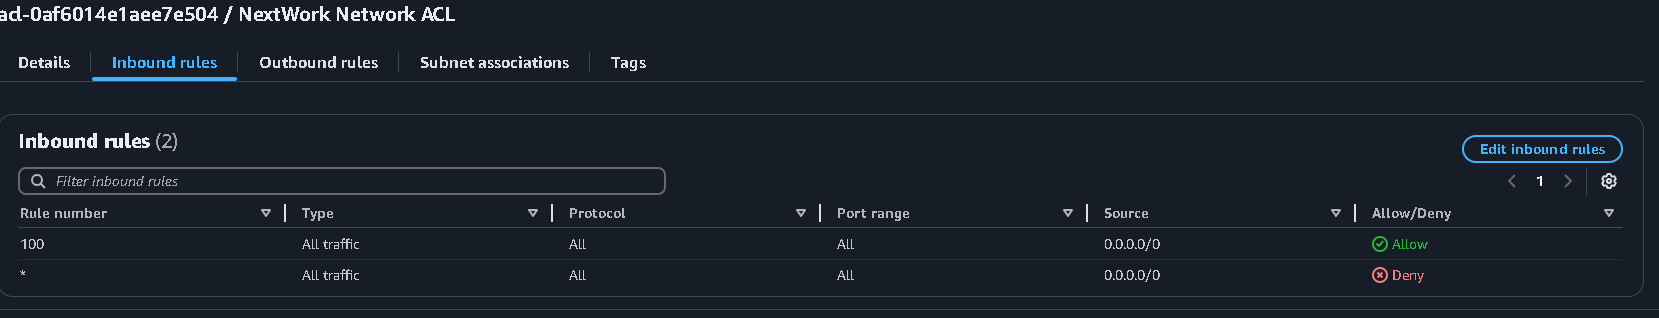 acl-0af6014e1aee7e504 / NextWork Network ACL
Details Inbound rules Outbound rules Subnet associations Tags
Inbound rules (2)
Edit inbound rules
Filter inbound rules
1
Rule number Type Protocol Port range Source Allow/Deny
100 All traffic All All 0.0.0.0/0 Allow
* All traffic All All 0.0.0.0/0 Deny